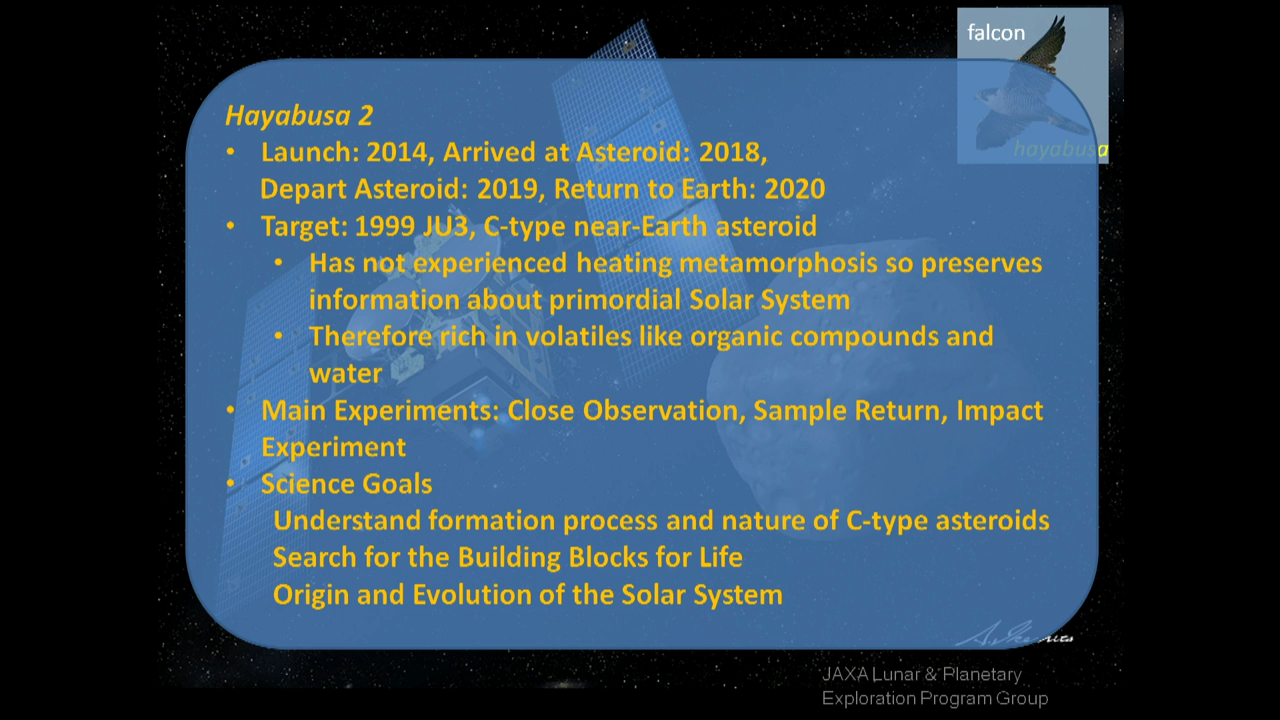 falcon
hayabusa
Hayabusa 2
• Launch: 2014, Arrived at Asteroid: 2018,
Depart Asteroid: 2019, Return to Earth: 2020
• Target: 1999 JU3, C-type near-Earth asteroid
• Has not experienced heating metamorphosis so preserves
information about primordial Solar System
• Therefore rich in volatiles like organic compounds and
water
• Main Experiments: Close Observation, Sample Return, Impact
Experiment
• Science Goals
Understand formation process and nature of C-type asteroids
Search for the Building Blocks for Life
Origin and Evolution of the Solar System
JAXA Lunar & Planetary
Exploration Program Group